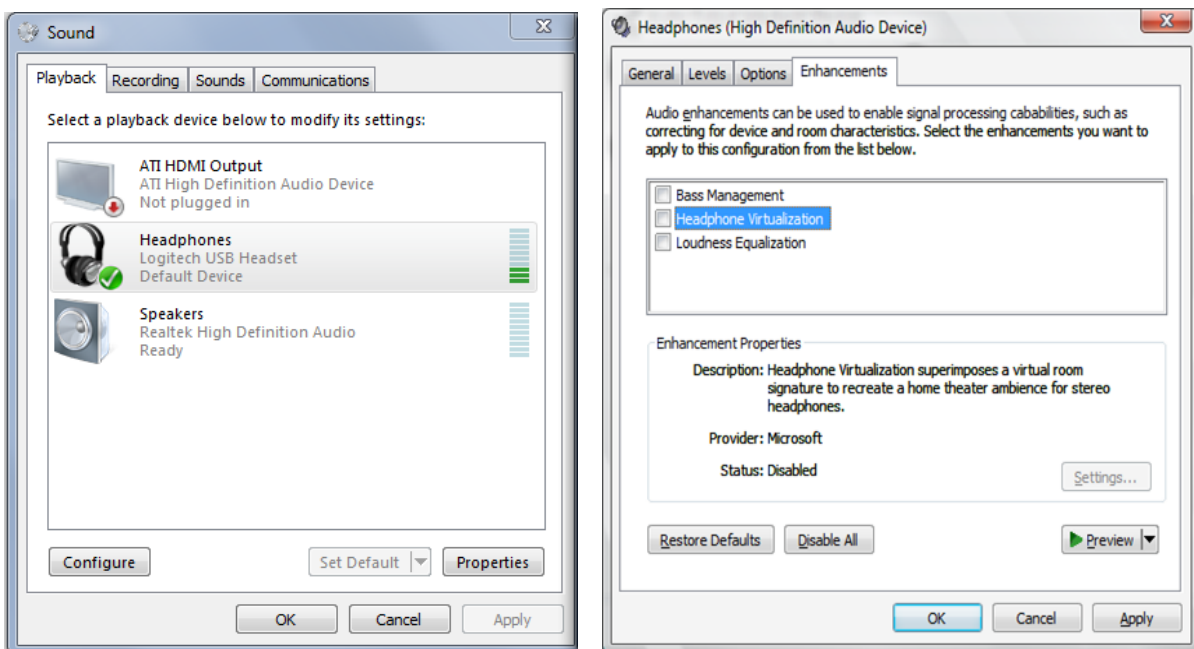 Sound
Playback Recording Sounds Communications
Select a playback device below to modify its settings:
ATI HDMI Output
ATI High Definition Audio Device
Not plugged in
Headphones
Logitech USB Headset
Default Device
Speakers
Realtek High Definition Audio
Ready
Configure Set Default Properties
OK Cancel Apply
Headphones (High Definition Audio Device)
General Levels Options Enhancements
Audio enhancements can be used to enable signal processing cababilities, such as
correcting for device and room characteristics. Select the enhancements you want to
apply to this configuration from the list below.
Bass Management
Headphone Virtualization
Loudness Equalization
Enhancement Properties
Description: Headphone Virtualization superimposes a virtual room
signature to recreate a home theater ambience for stereo
headphones.
Provider: Microsoft
Status: Disabled
Settings...
Restore Defaults Disable All Preview
OK Cancel Apply